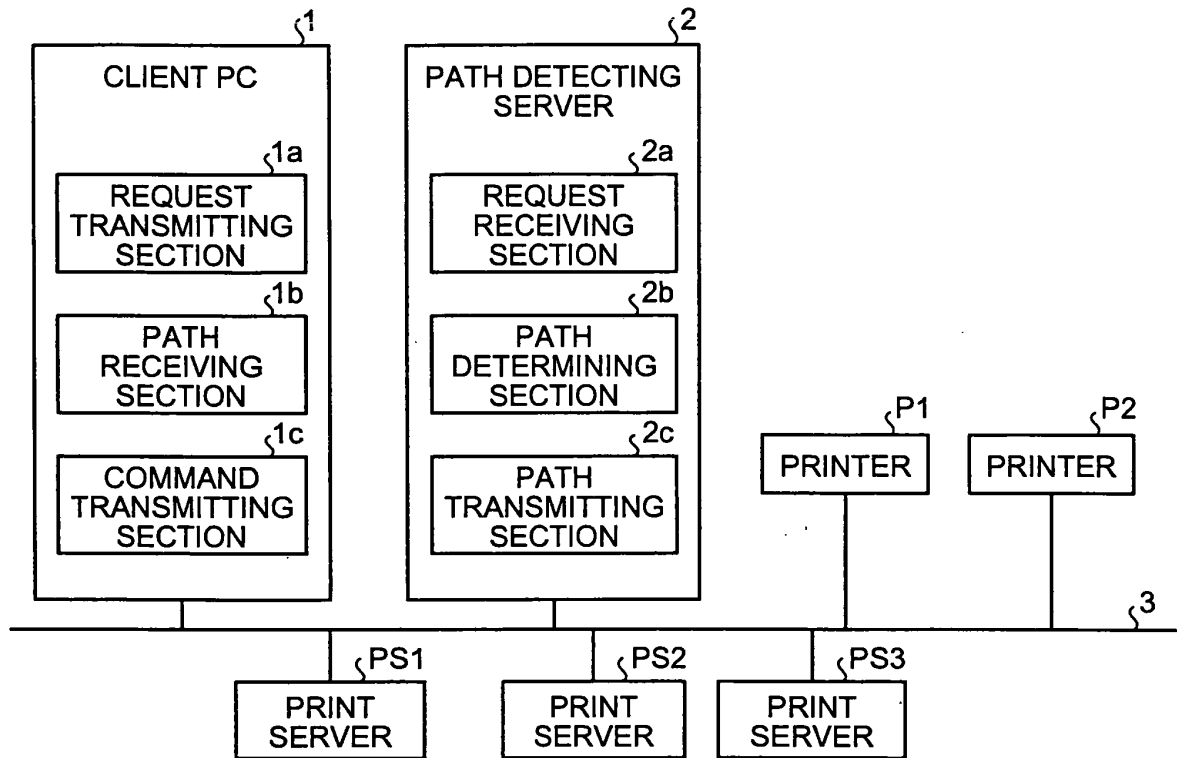 1
CLIENT PC
1a
REQUEST
TRANSMITTING
SECTION
1b
PATH
RECEIVING
SECTION
1c
COMMAND
TRANSMITTING
SECTION
2
PATH DETECTING
SERVER
2a
REQUEST
RECEIVING
SECTION
2b
PATH
DETERMINING
SECTION
2c
PATH
TRANSMITTING
SECTION
P1
PRINTER
P2
PRINTER
3
PS1
PRINT
SERVER
PS2
PRINT
SERVER
PS3
PRINT
SERVER